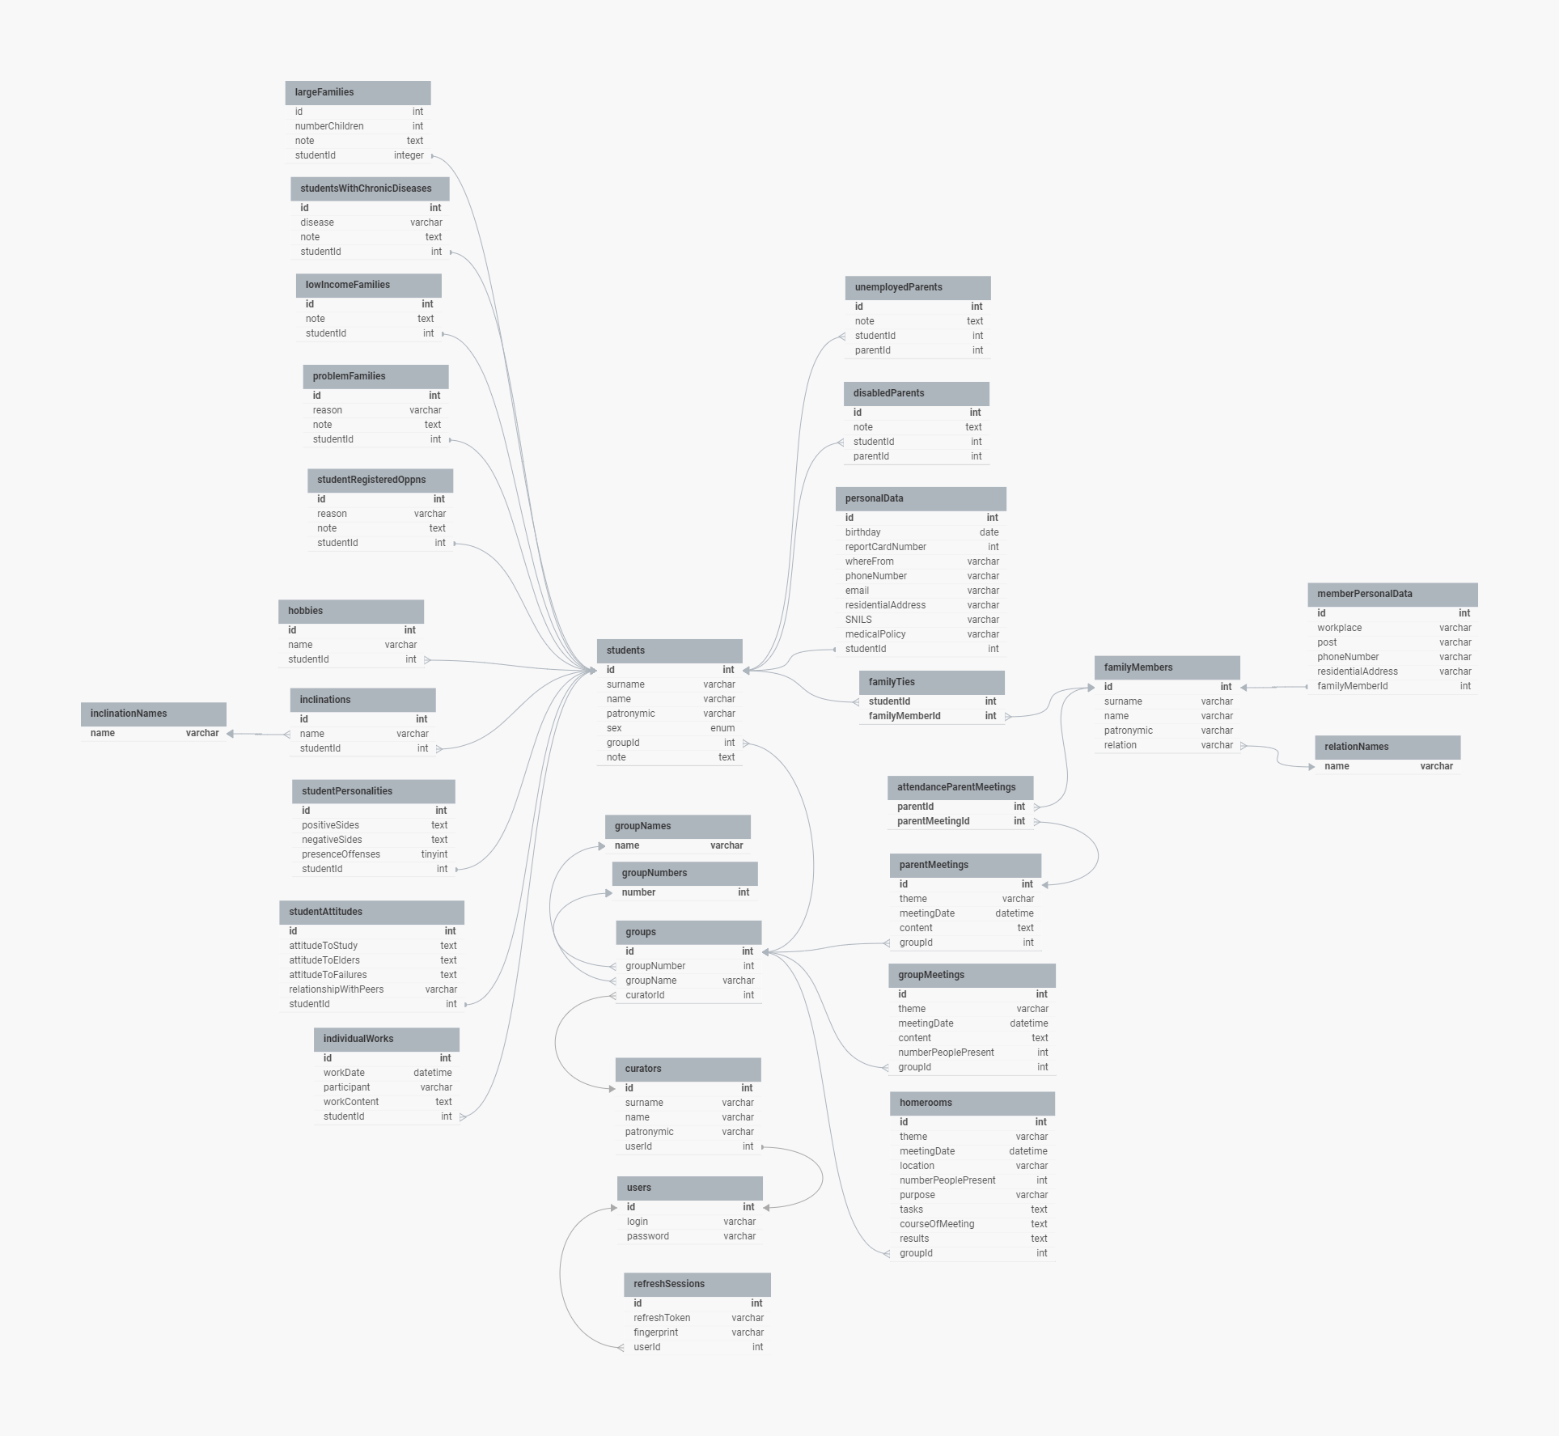 largeFamilies
id int
numberChildren int
note text
studentId integer
studentsWithChronicDiseases
id int
disease varchar
note text
studentId int
lowIncomeFamilies
id int
note text
studentId int
problemFamilies
id int
reason varchar
note text
studentId int
studentRegisteredOppns
id int
reason varchar
note text
studentId int
hobbies
id int
name varchar
studentId int
inclinationNames
name varchar
inclinations
id int
name varchar
studentId int
studentPersonalities
id int
positiveSides text
negativeSides text
presenceOffenses tinyint
studentId int
studentAttitudes
id int
attitudeToStudy text
attitudeToElders text
attitudeToFailures text
relationshipWithPeers varchar
studentId int
individualWorks
id int
workDate datetime
participant varchar
workContent text
studentId int
students
id int
surname varchar
name varchar
patronymic varchar
sex enum
groupId int
note text
groupNames
name varchar
groupNumbers
number int
groups
id int
groupNumber int
groupName varchar
curatorId int
curators
id int
surname varchar
name varchar
patronymic varchar
userId int
users
id int
login varchar
password varchar
refreshSessions
id int
refreshToken varchar
fingerprint varchar
userId int
unemployedParents
id int
note text
studentId int
parentId int
disabledParents
id int
note text
studentId int
parentId int
personalData
id int
birthday date
reportCardNumber int
whereFrom varchar
phoneNumber varchar
email varchar
residentialAddress varchar
SNILS varchar
medicalPolicy varchar
studentId int
familyTies
studentId int
familyMemberId int
attendanceParentMeetings
parentId int
parentMeetingId int
parentMeetings
id int
theme varchar
meetingDate datetime
content text
groupId int
groupMeetings
id int
theme varchar
meetingDate datetime
content text
numberPeoplePresent int
groupId int
homerooms
id int
theme varchar
meetingDate datetime
location varchar
numberPeoplePresent int
purpose varchar
tasks text
courseOfMeeting text
results text
groupId int
familyMembers
id int
surname varchar
name varchar
patronymic varchar
relation varchar
memberPersonalData
id int
workplace varchar
post varchar
phoneNumber varchar
residentialAddress varchar
familyMemberId int
relationNames
name varchar